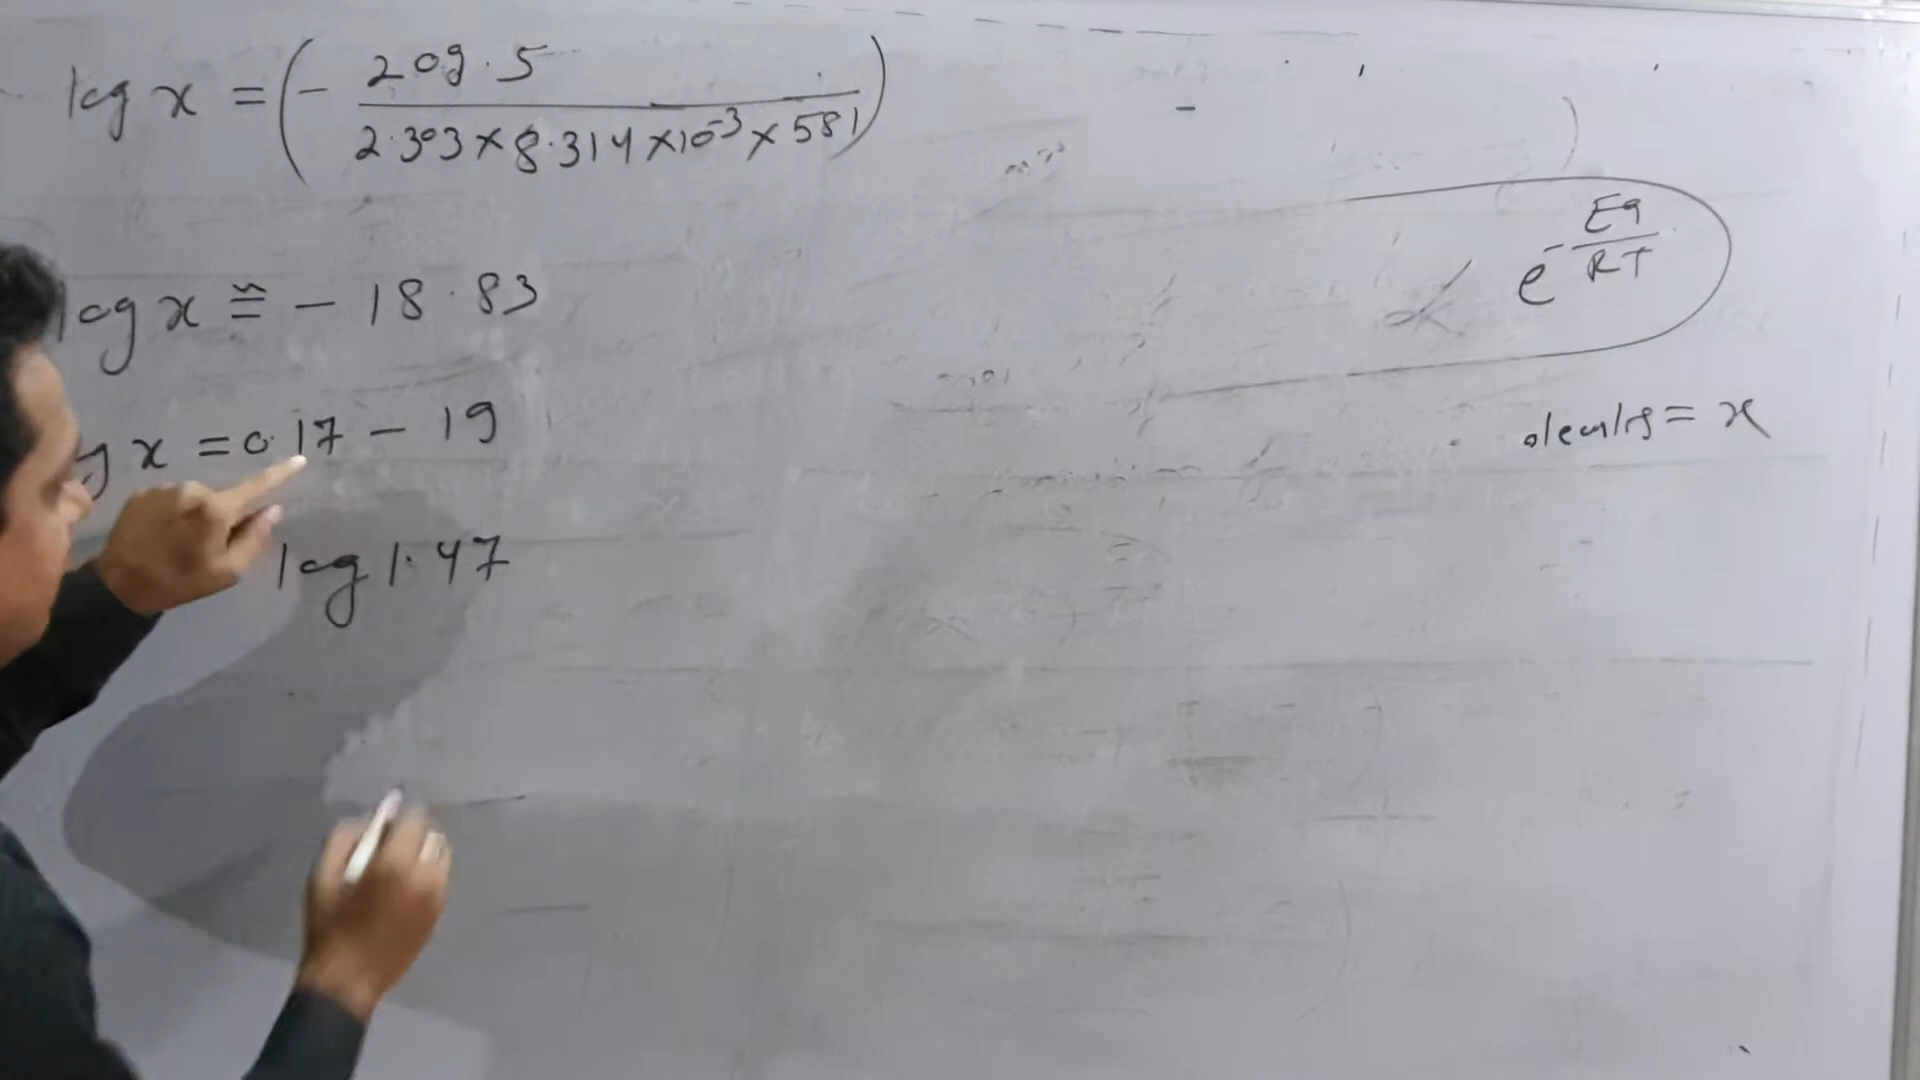 log x = (- 209.5 / 2.303 × 8.314 × 10⁻³ × 581)
e^(-Ea/RT)
log x ≅ - 18.83
g x = 0.17 - 19
= x
log 1.47